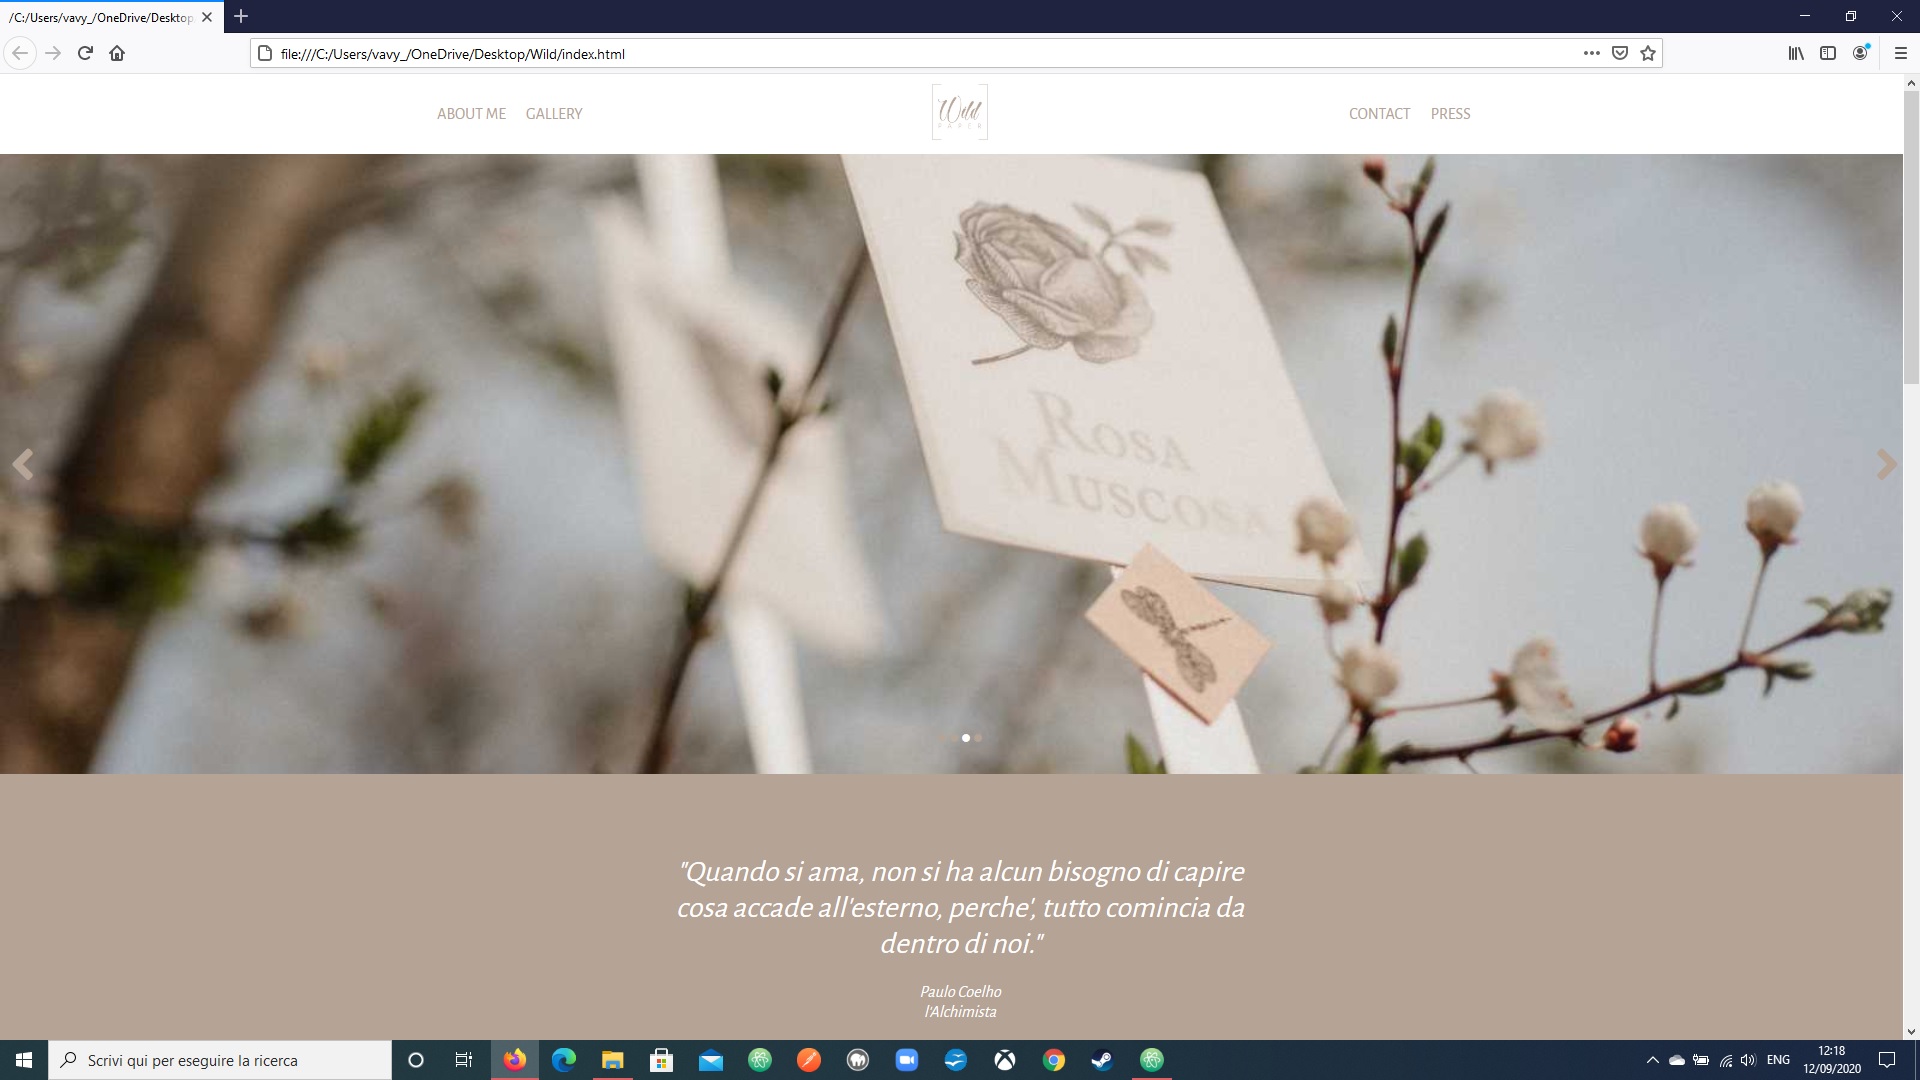 /C:/Users/vavy_/OneDrive/Desktop
file:///C:/Users/vavy_/OneDrive/Desktop/Wild/index.html
ABOUT ME GALLERY
Wild
PAPER
CONTACT PRESS
ROSA
MUSCOSA
"Quando si ama, non si ha alcun bisogno di capire
cosa accade all'esterno, perche', tutto comincia da
dentro di noi."
Paulo Coelho
l'Alchimista
Scrivi qui per eseguire la ricerca
ENG
12:18
12/09/2020